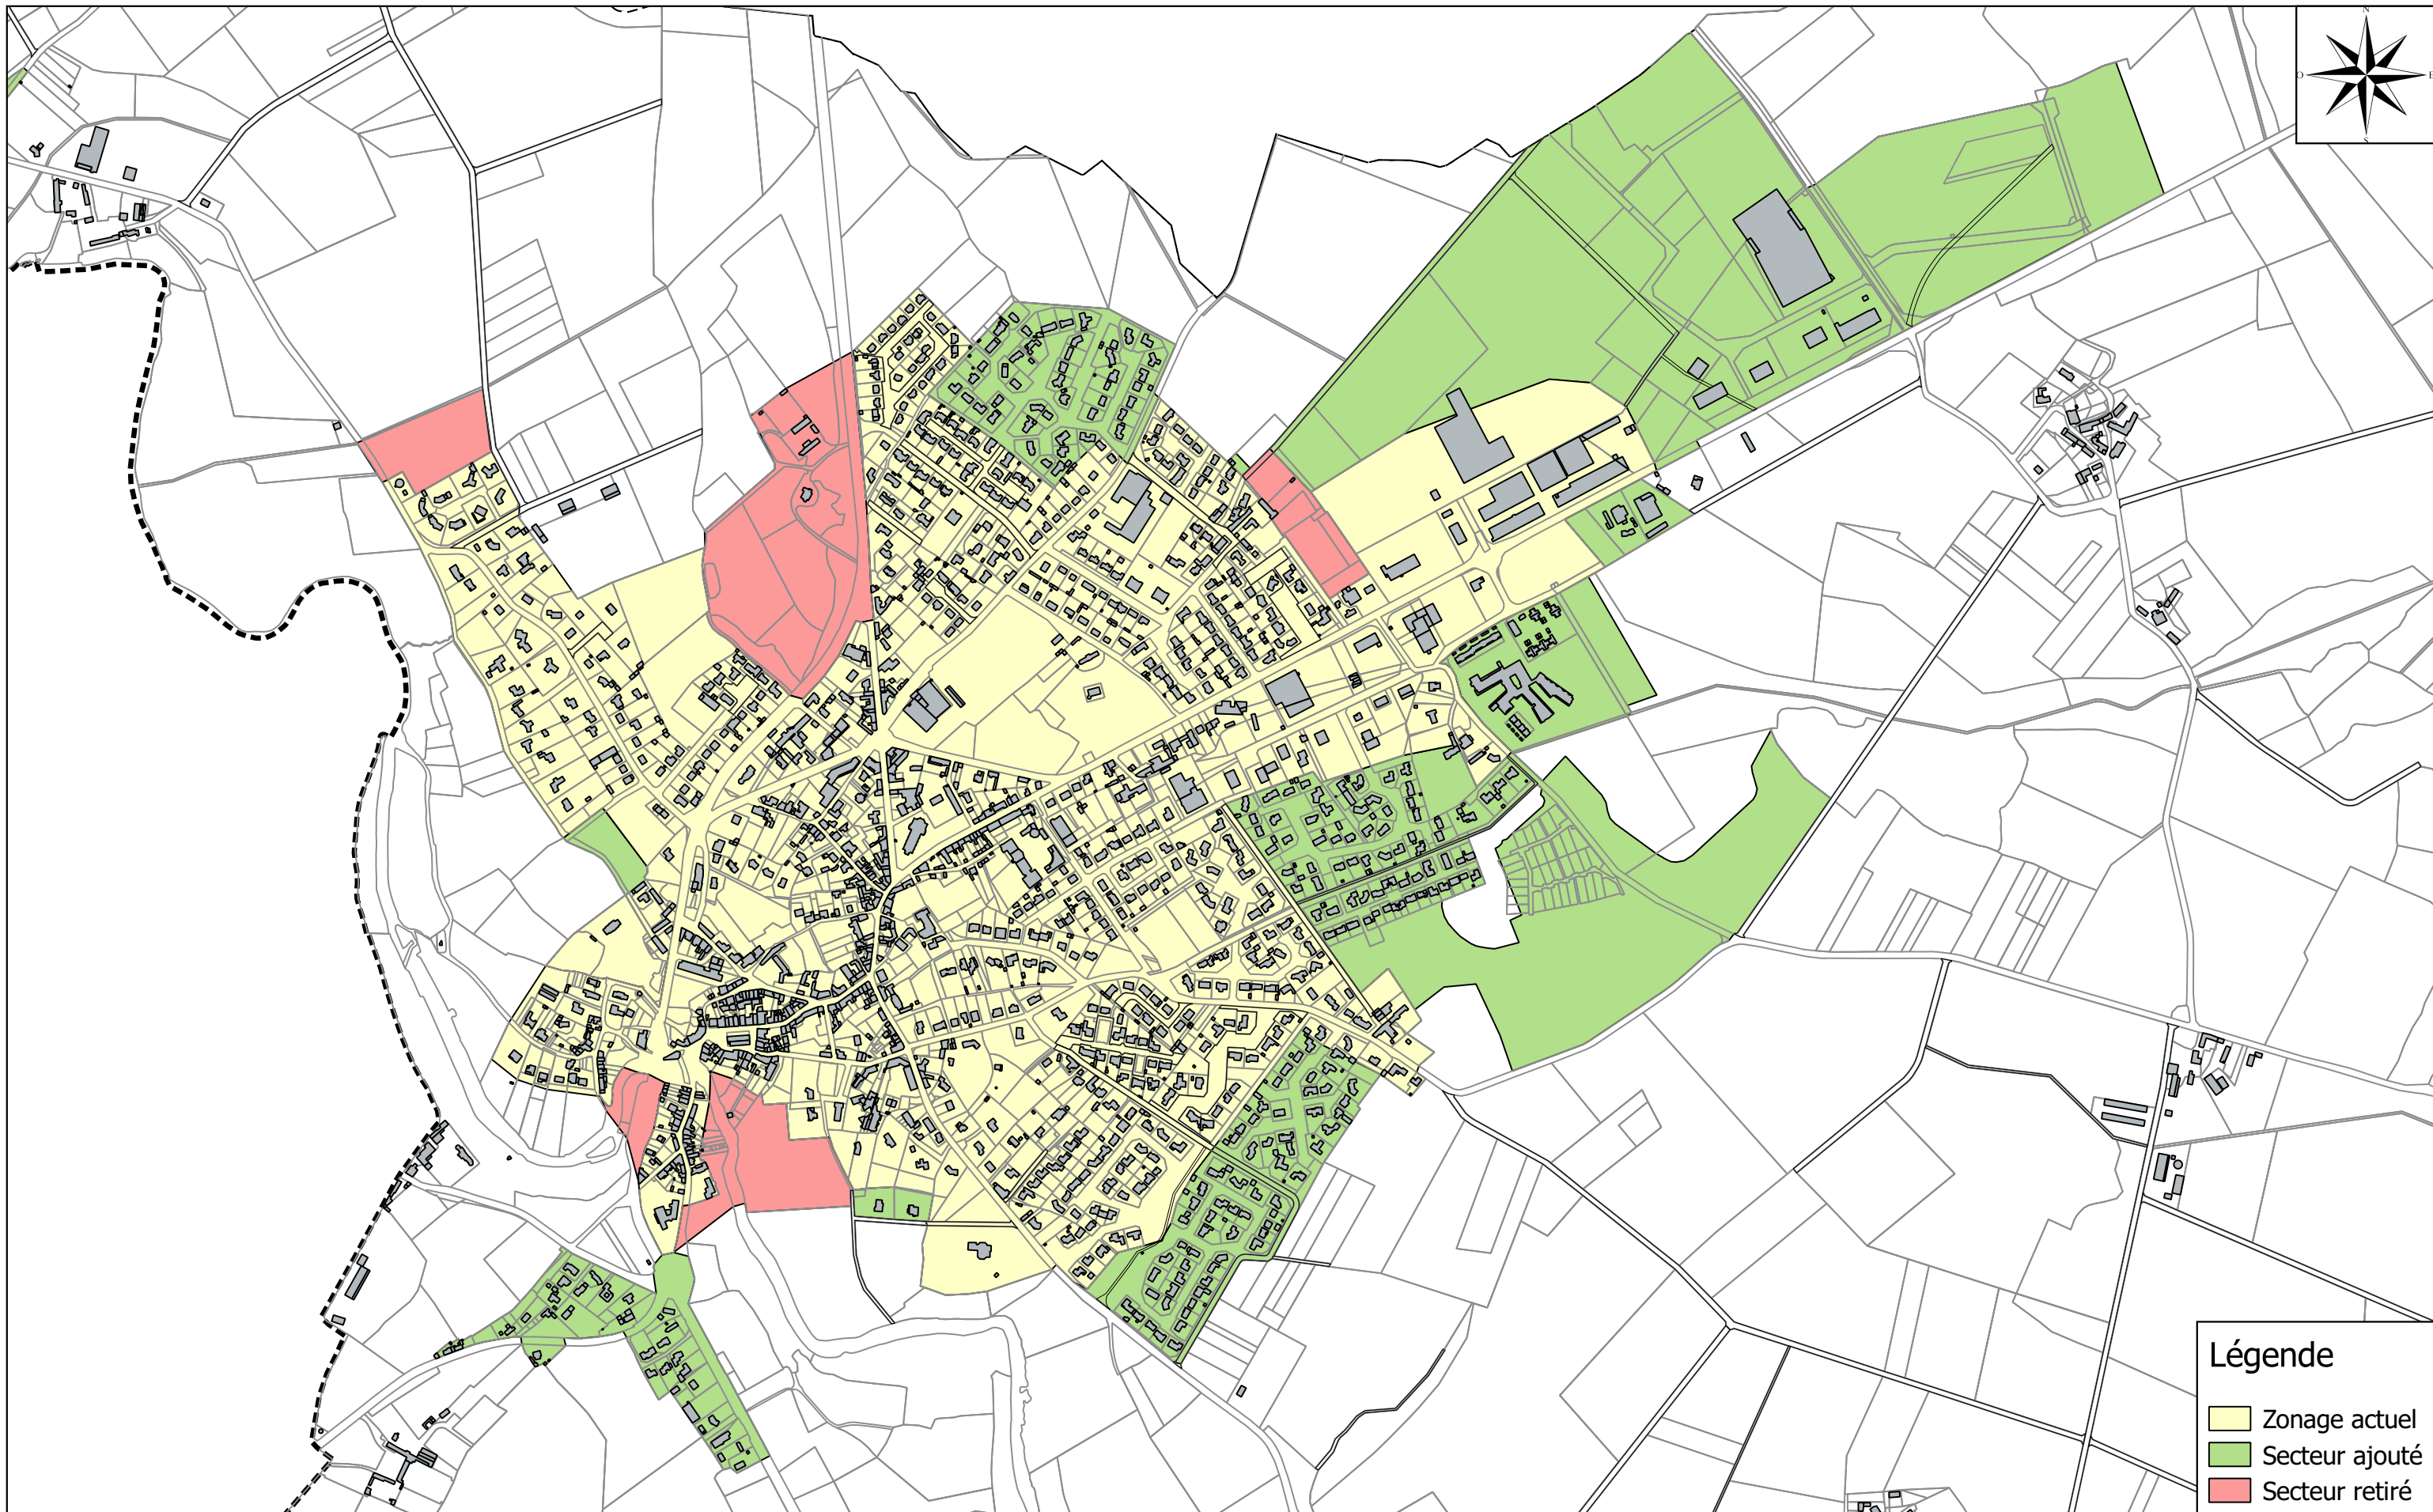 N
O
E
S
Légende
Zonage actuel
Secteur ajouté
Secteur retiré